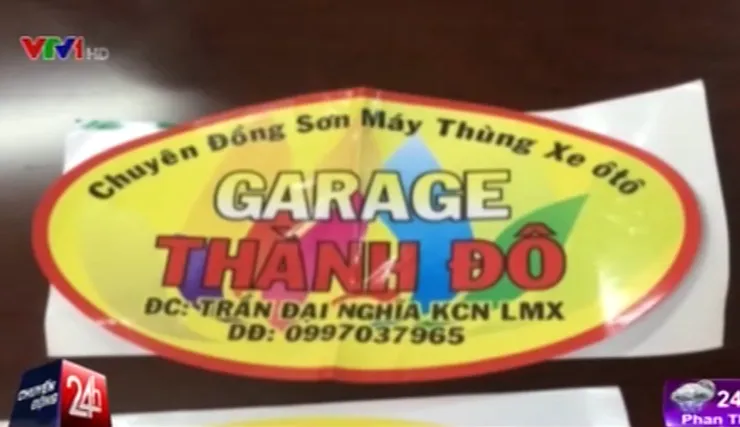 VTV1 HD
Chuyên Đồng Sơn Máy Thùng Xe ôtô
GARAGE
THÀNH ĐÔ
ĐC: TRẦN ĐẠI NGHĨA KCN LMX
DĐ: 0997037965
CHUYỂN ĐỘNG 24h
24
Phan Th